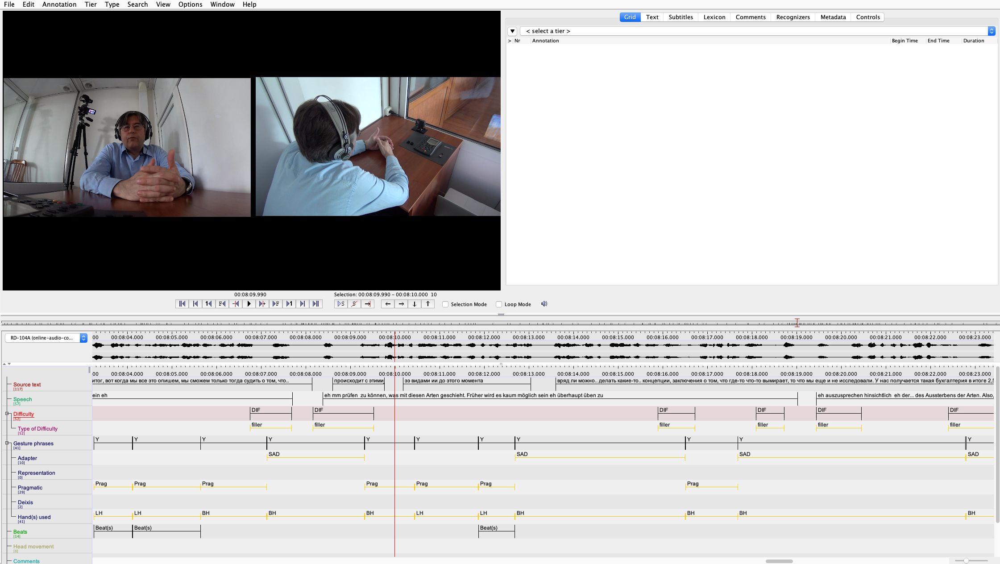 File Edit Annotation Tier Type Search View Options Window Help
Grid Text Subtitles Lexicon Comments Recognizers Metadata Controls
< select a tier >
> Nr Annotation Begin Time End Time Duration
00:08:09.990 Selection: 00:08:09.990 - 00:08:10.000 10
1 F F 1 S S Selection Mode Loop Mode
RD-104A (online-audio-co...
00 00:08:04.000 00:08:05.000 00:08:06.000 00:08:07.000 00:08:08.000 00:08:09.000 00:08:10.000 00:08:11.000 00:08:12.000 00:08:13.000 00:08:14.000 00:08:15.000 00:08:16.000 00:08:17.000 00:08:18.000 00:08:19.000 00:08:20.000 00:08:21.000 00:08:22.000 00:08:23.000
00 00:08:04.000 00:08:05.000 00:08:06.000 00:08:07.000 00:08:08.000 00:08:09.000 00:08:10.000 00:08:11.000 00:08:12.000 00:08:13.000 00:08:14.000 00:08:15.000 00:08:16.000 00:08:17.000 00:08:18.000 00:08:19.000 00:08:20.000 00:08:21.000 00:08:22.000 00:08:23.000
Source text итог, вот когда мы все это опишем, мы сможем только тогда судить о том, что.. происходит с этими ээ видами ии до этого момента вряд ли можно.. делать какие-то.. концепции, заключения о том, что где-то что-то вымирает, то что мы еще и не исследовали. У нас получается такая бухгалтерия в итоге 2,5
[117]
Speech ein eh eh mm prüfen zu können, was mit diesen Arten geschieht. Früher wird es kaum möglich sein eh überhaupt üben zu eh auszusprechen hinsichtlich eh der... des Aussterbens der Arten. Also,
[57]
Difficulty DIF DIF DIF DIF DIF DIF
[52]
Type of Difficulty filler filler filler filler filler filler
[52]
Gesture phrases Y Y Y Y Y Y Y Y Y Y Y
[41]
Adapter SAD SAD SAD SAD
[10]
Representation
[0]
Pragmatic Prag Prag Prag Prag Prag Prag Prag
[29]
Deixis
[2]
Hand(s) used LH LH BH BH BH LH LH BH BH BH BH
[41]
Beats Beat(s) Beat(s) Beat(s)
[14]
Head movement
[0]
Comments